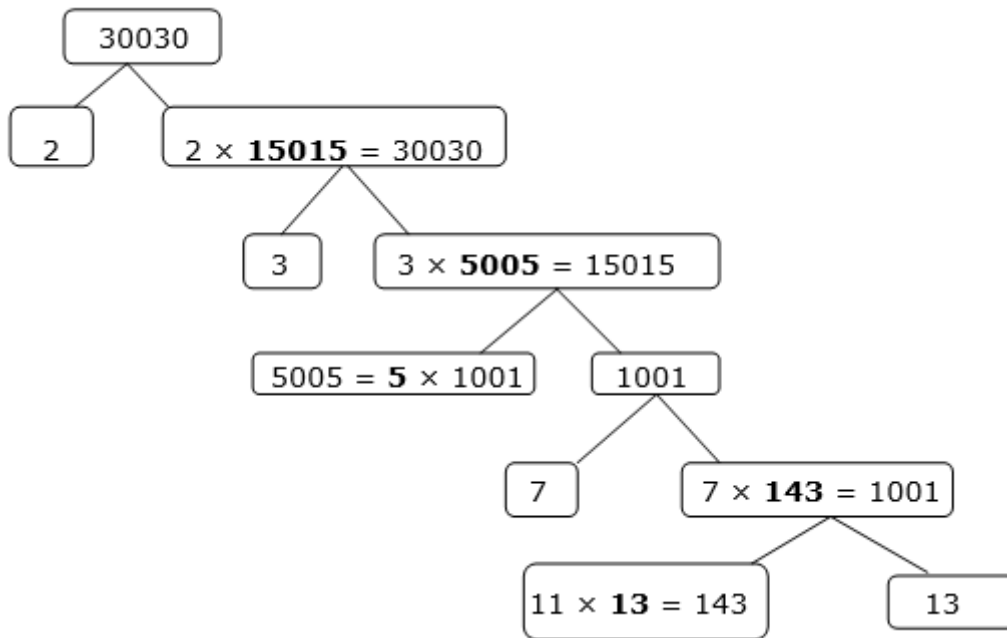 30030
2
2 × 15015 = 30030
3
3 × 5005 = 15015
5005 = 5 × 1001
1001
7
7 × 143 = 1001
11 × 13 = 143
13